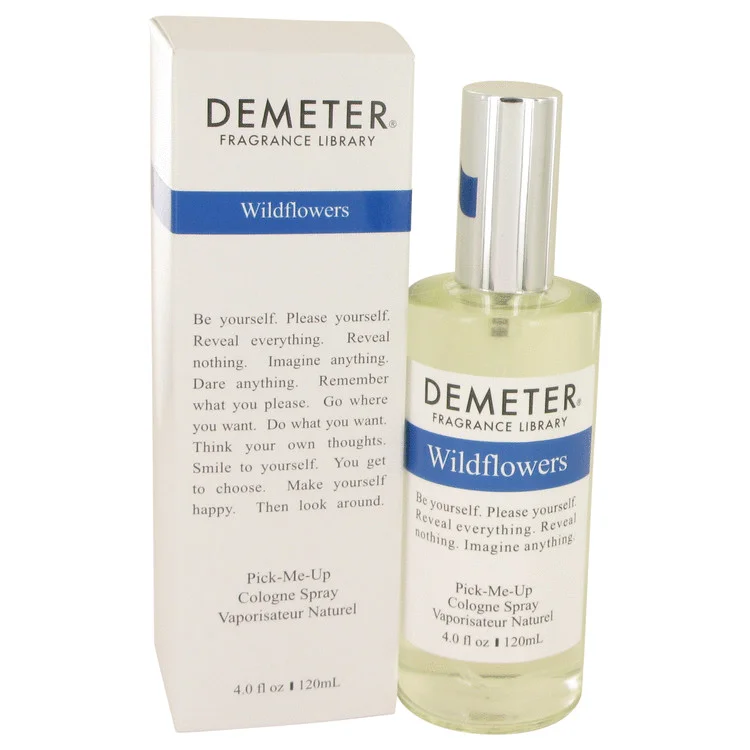 DEMETER®
FRAGRANCE LIBRARY
Wildflowers
Be yourself. Please yourself.
Reveal everything. Reveal
nothing. Imagine anything.
Dare anything. Remember
what you please. Go where
you want. Do what you want.
Think your own thoughts.
Smile to yourself. You get
to choose. Make yourself
happy. Then look around.
Pick-Me-Up
Cologne Spray
Vaporisateur Naturel
4.0 fl oz 120mL
DEMETER®
FRAGRANCE LIBRARY
Wildflowers
Be yourself. Please yourself.
Reveal everything. Reveal
nothing. Imagine anything.
Pick-Me-Up
Cologne Spray
Vaporisateur Naturel
4.0 fl oz 120mL